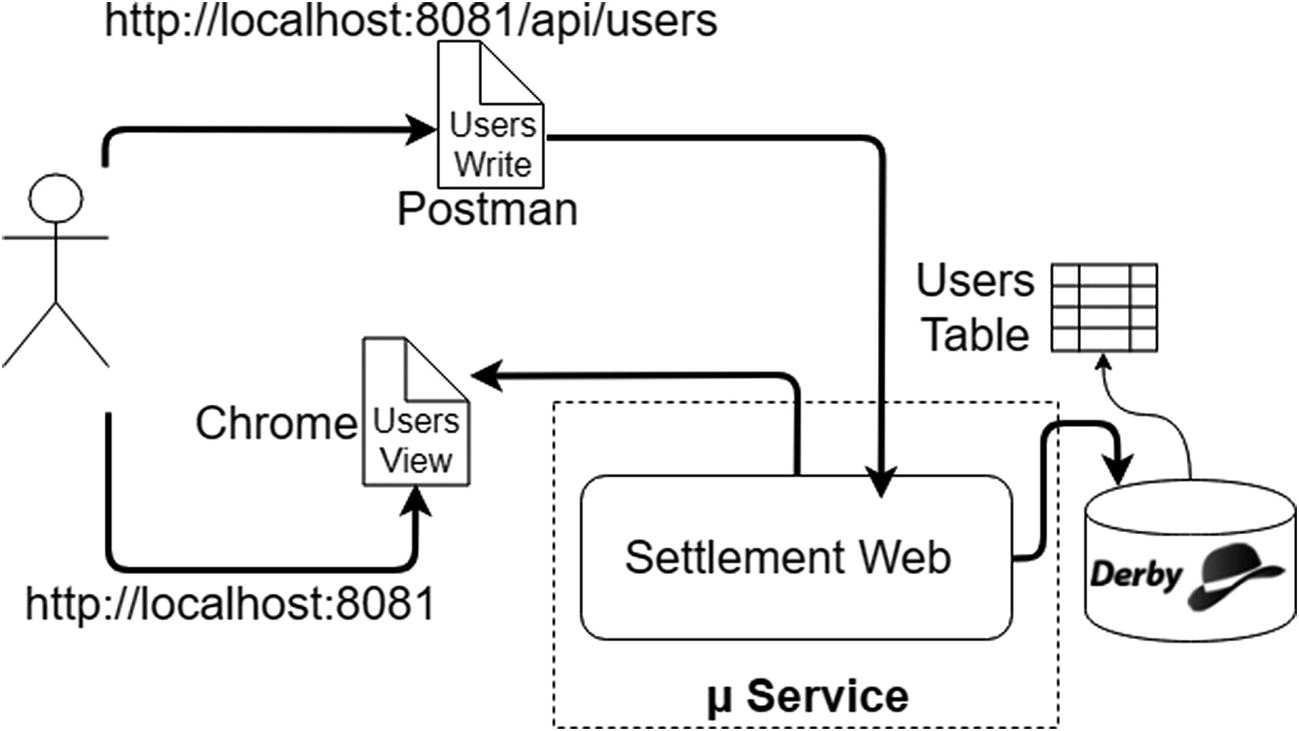 http://localhost:8081/api/users
Users
Write
Postman
Users
Table
Chrome
Users
View
Settlement Web
Derby
http://localhost:8081
µ Service